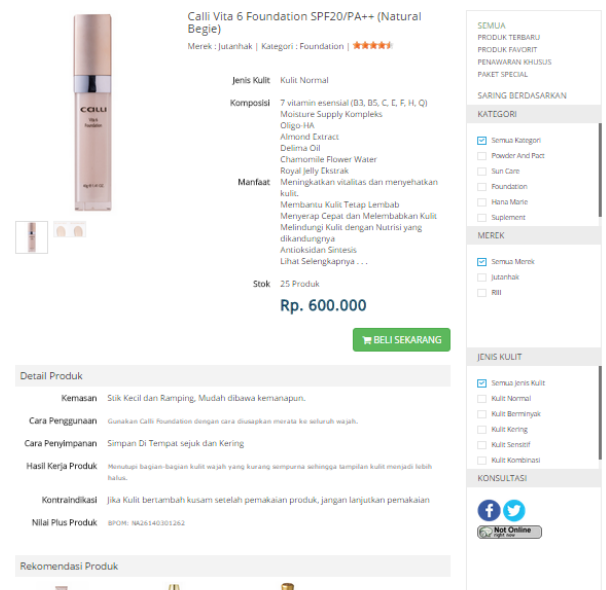 Calli Vita 6 Foundation SPF20/PA++ (Natural
Begie)
Merek : Jutanhak | Kategori : Foundation |
Jenis Kulit Kulit Normal
Komposisi 7 vitamin esensial (B3, B5, C, E, F, H, Q)
Moisture Supply Kompleks
Oligo-HA
Almond Extract
Delima Oil
Chamomile Flower Water
Royal Jelly Ekstrak
Manfaat Meningkatkan vitalitas dan menyehatkan
kulit.
Membantu Kulit Tetap Lembab
Menyerap Cepat dan Melembabkan Kulit
Melindungi Kulit dengan Nutrisi yang
dikandungnya
Antioksidan Sintesis
Lihat Selengkapnya . . .
Stok 25 Produk
Rp. 600.000
BELI SEKARANG
CALLI
Foundation
Detail Produk
Kemasan Stik Kecil dan Ramping, Mudah dibawa kemanapun.
Cara Penggunaan Gunakan Calli Foundation dengan cara diusapkan merata ke seluruh wajah.
Cara Penyimpanan Simpan Di Tempat sejuk dan Kering
Hasil Kerja Produk Menutupi bagian-bagian kulit wajah yang kurang sempurna sehingga tampilan kulit menjadi lebih
halus.
Kontraindikasi Jika Kulit bertambah kusam setelah pemakaian produk, jangan lanjutkan pemakaian
Nilai Plus Produk BPOM: NA26140301262
Rekomendasi Produk
SEMUA
PRODUK TERBARU
PRODUK FAVORIT
PENAWARAN KHUSUS
PAKET SPECIAL
SARING BERDASARKAN
KATEGORI
Semua Kategori
Powder And Pact
Sun Care
Foundation
Hana Marie
Suplement
MEREK
Semua Merek
Jutanhak
RIII
JENIS KULIT
Semua Jenis Kulit
Kulit Normal
Kulit Berminyak
Kulit Kering
Kulit Sensitif
Kulit Kombinasi
KONSULTASI
Not Online
right now